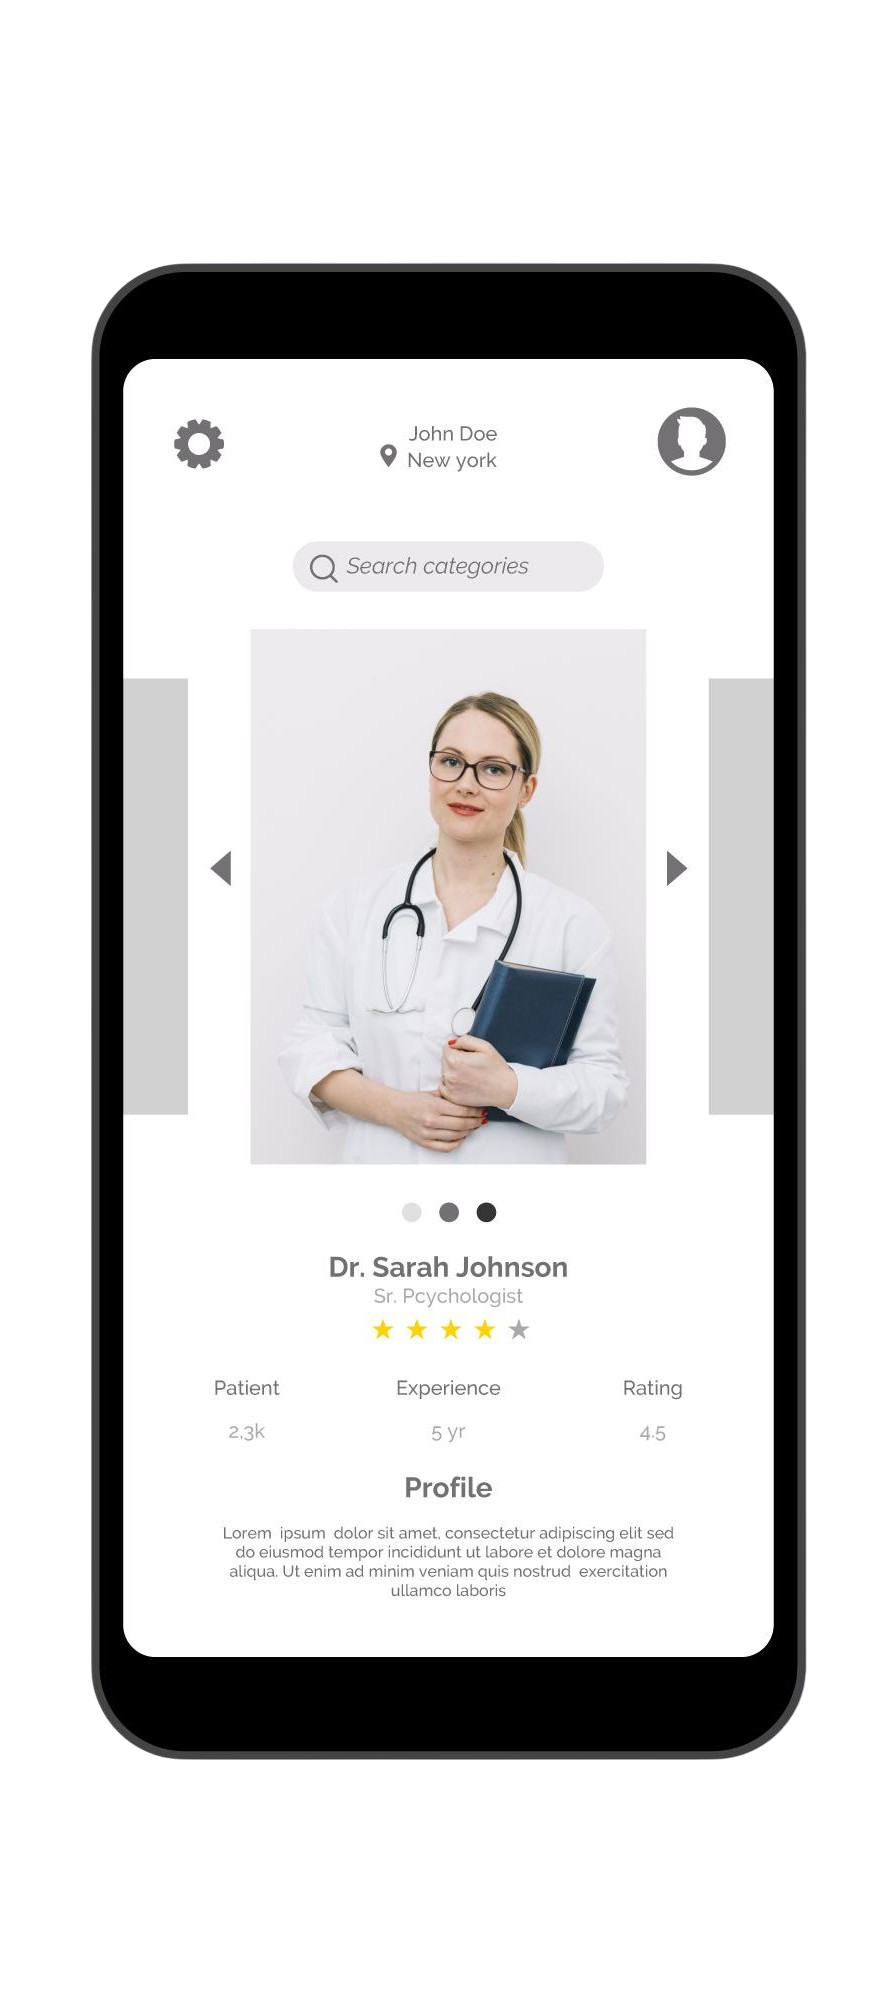 John Doe
New york
Search categories
Dr. Sarah Johnson
Sr. Pcychologist
Patient Experience Rating
2,3k 5 yr 4.5
Profile
Lorem ipsum dolor sit amet, consectetur adipiscing elit sed
do eiusmod tempor incididunt ut labore et dolore magna
aliqua. Ut enim ad minim veniam quis nostrud exercitation
ullamco laboris